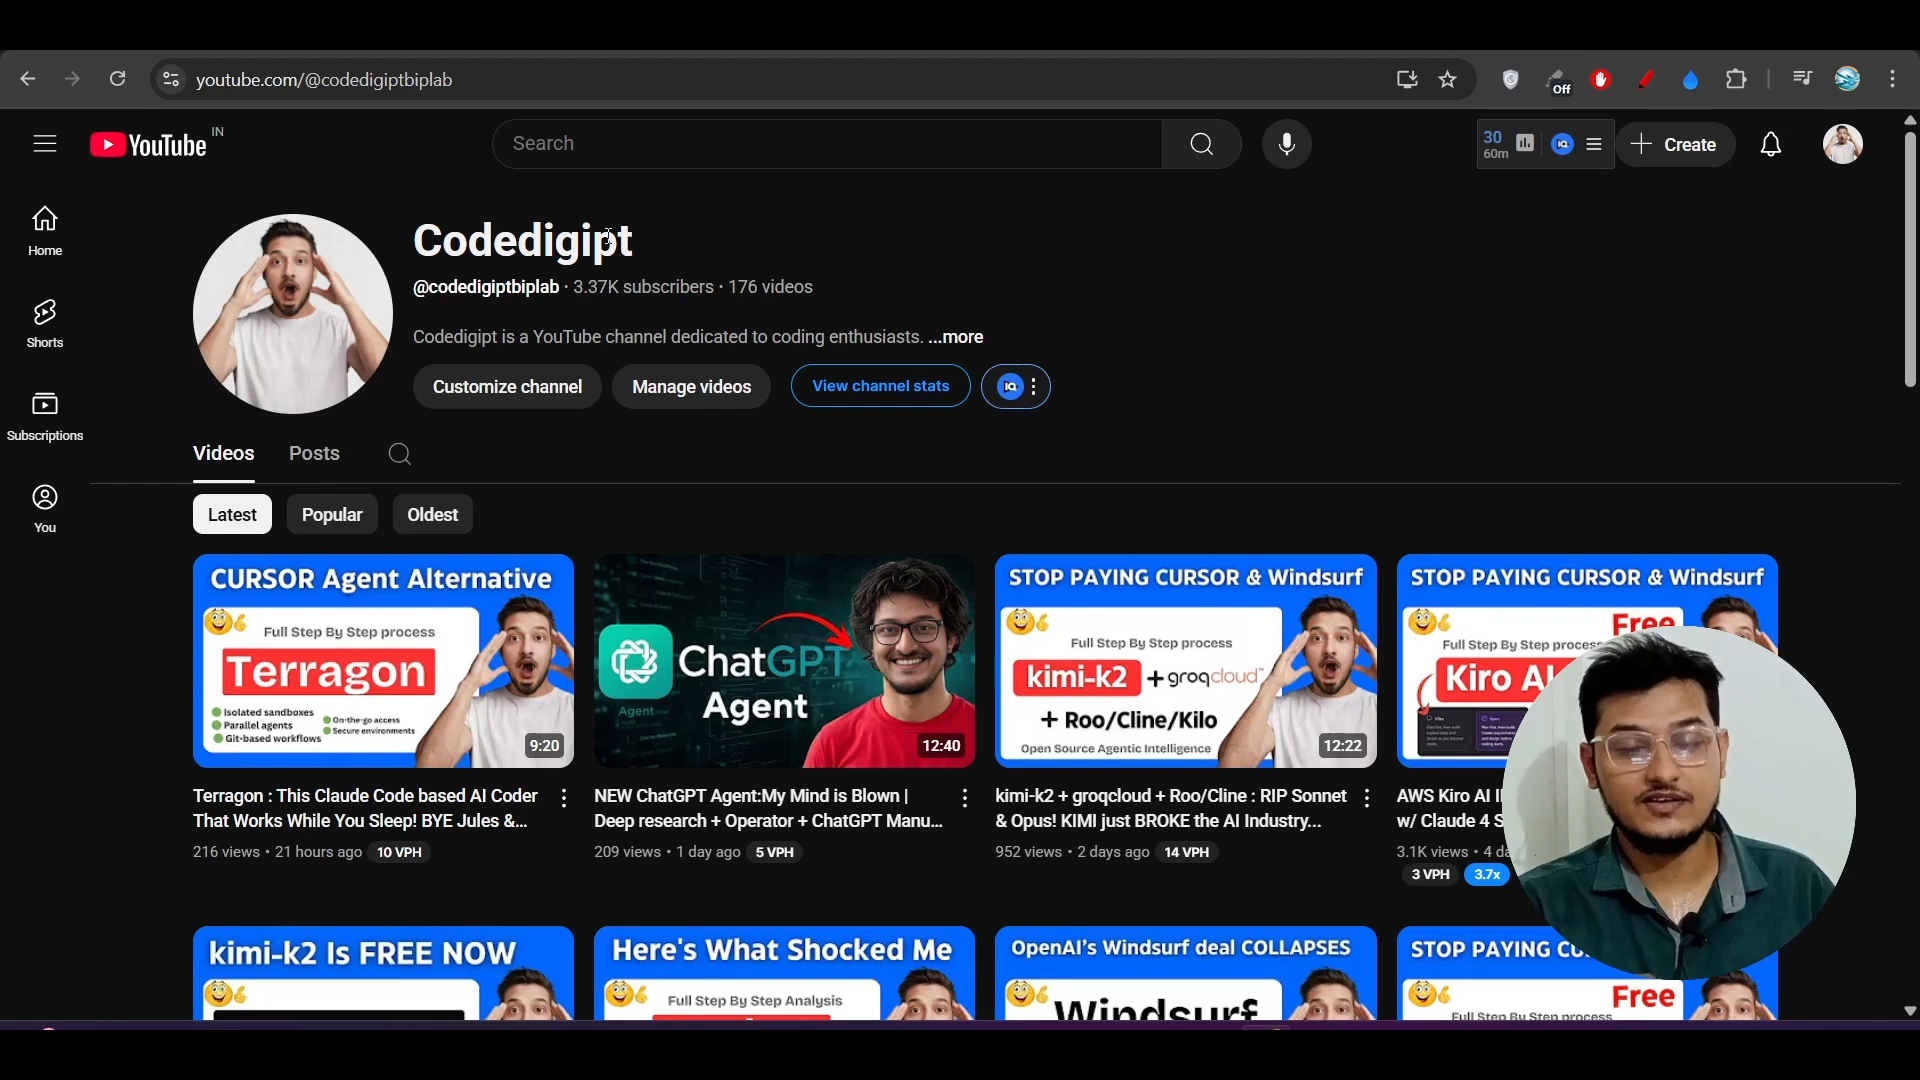 youtube.com/@codedigiptbiplab
Off
YouTube IN
Search
30
60m
Create
Home
Shorts
Subscriptions
You
Codedigipt
@codedigiptbiplab · 3.37K subscribers · 176 videos
Codedigipt is a YouTube channel dedicated to coding enthusiasts. ...more
Customize channel
Manage videos
View channel stats
Videos
Posts
Latest
Popular
Oldest
CURSOR Agent Alternative
Full Step By Step process
Terragon
Isolated sandboxes
Parallel agents
Git-based workflows
On-the-go access
Secure environments
9:20
Terragon : This Claude Code based AI Coder
That Works While You Sleep! BYE Jules &...
216 views · 21 hours ago
10 VPH
Agent
ChatGPT
Agent
12:40
NEW ChatGPT Agent:My Mind is Blown |
Deep research + Operator + ChatGPT Manu...
209 views · 1 day ago
5 VPH
STOP PAYING CURSOR & Windsurf
Full Step By Step process
kimi-k2 + groqcloud
+ Roo/Cline/Kilo
Open Source Agentic Intelligence
12:22
kimi-k2 + groqcloud + Roo/Cline : RIP Sonnet
& Opus! KIMI just BROKE the AI Industry...
952 views · 2 days ago
14 VPH
STOP PAYING CURSOR & Windsurf
Free
Full Step By Step process
Kiro AI
AWS Kiro AI
w/ Claude 4
3.1K views · 4
3 VPH
3.7x
kimi-k2 Is FREE NOW
Here's What Shocked Me
Full Step By Step Analysis
OpenAI's Windsurf deal COLLAPSES
Windsurf
STOP PAYING
Free
Full Step By Step process